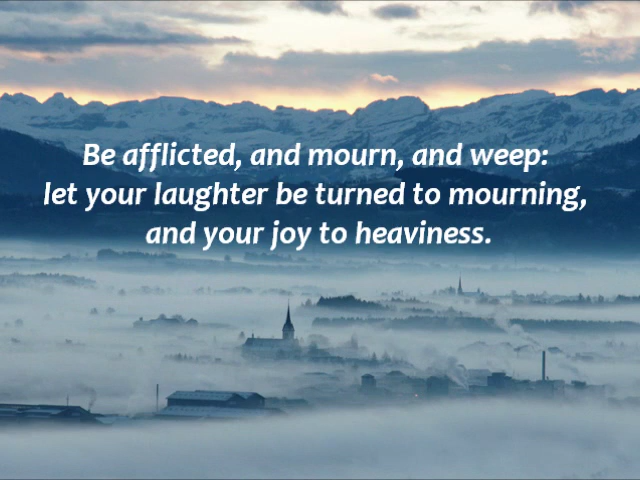 Be afflicted, and mourn, and weep:
let your laughter be turned to mourning,
and your joy to heaviness.